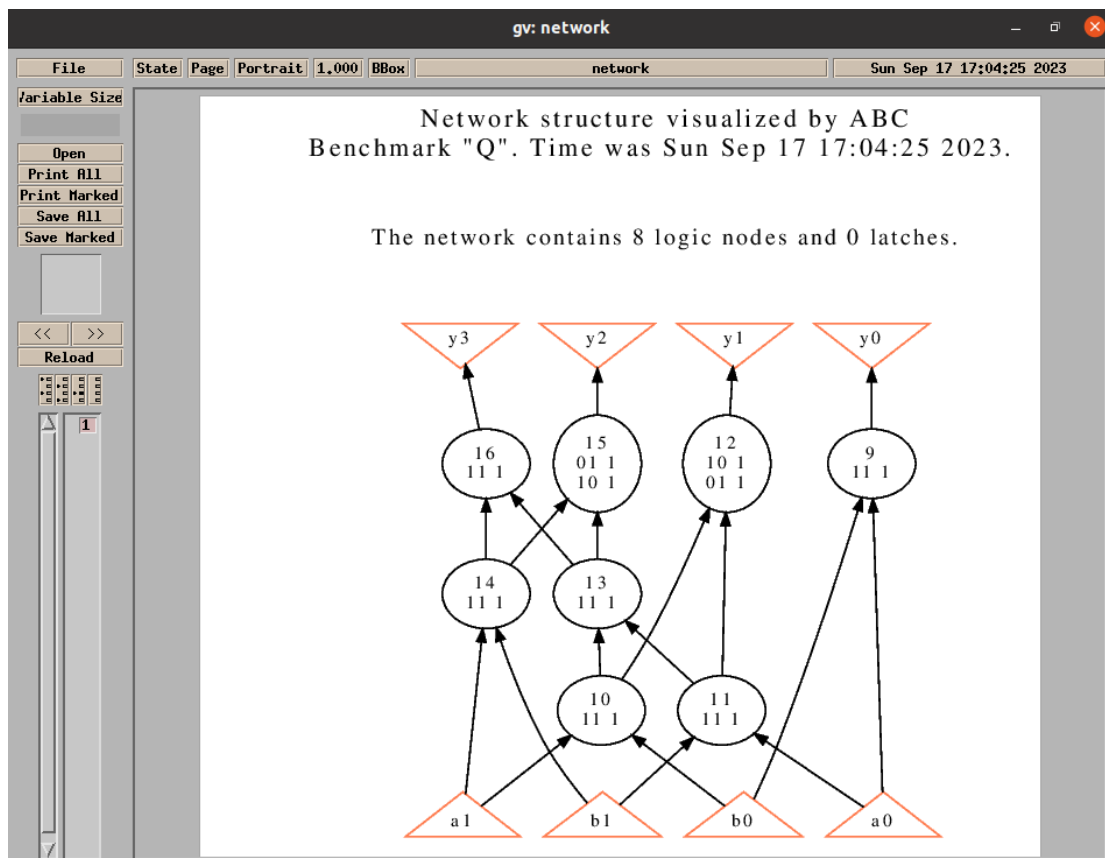 gv: network
File State Page Portrait 1.000 BBox network Sun Sep 17 17:04:25 2023
Variable Size
Open
Print All
Print Marked
Save All
Save Marked
<< >>
Reload
1
Network structure visualized by ABC
Benchmark "Q". Time was Sun Sep 17 17:04:25 2023.
The network contains 8 logic nodes and 0 latches.
y3 y2 y1 y0
16
11 1
15
01 1
10 1
12
10 1
01 1
9
11 1
14
11 1
13
11 1
10
11 1
11
11 1
a1 b1 b0 a0